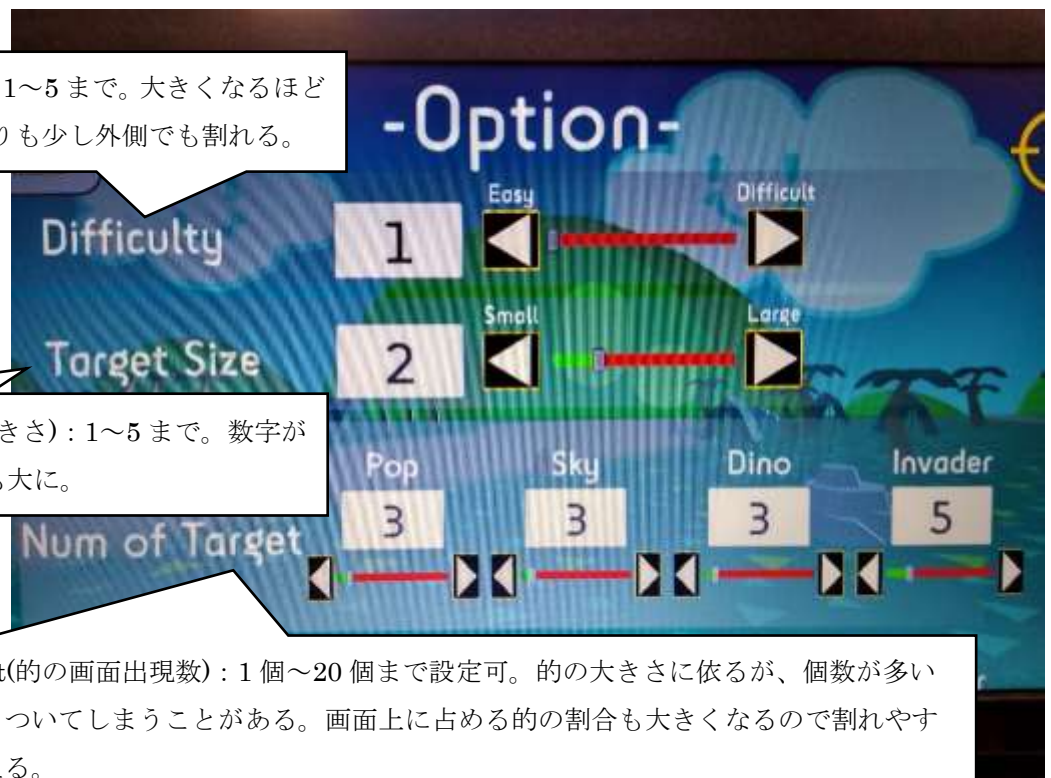 1～5 まで。大きくなるほど
りも少し外側でも割れる。
-Option-
Easy
Difficult
Difficulty
1
Small
Large
Target Size
2
きさ)：1～5 まで。数字が
大に。
Pop
Sky
Dino
Invader
Num of Target
3
3
3
5
(的の画面出現数)：1 個～20 個まで設定可。的の大きさに依るが、個数が多い
ついてしまうことがある。画面上に占める的の割合も大きくなるので割れやす
る。